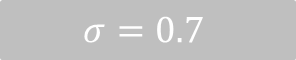 σ = 0.7